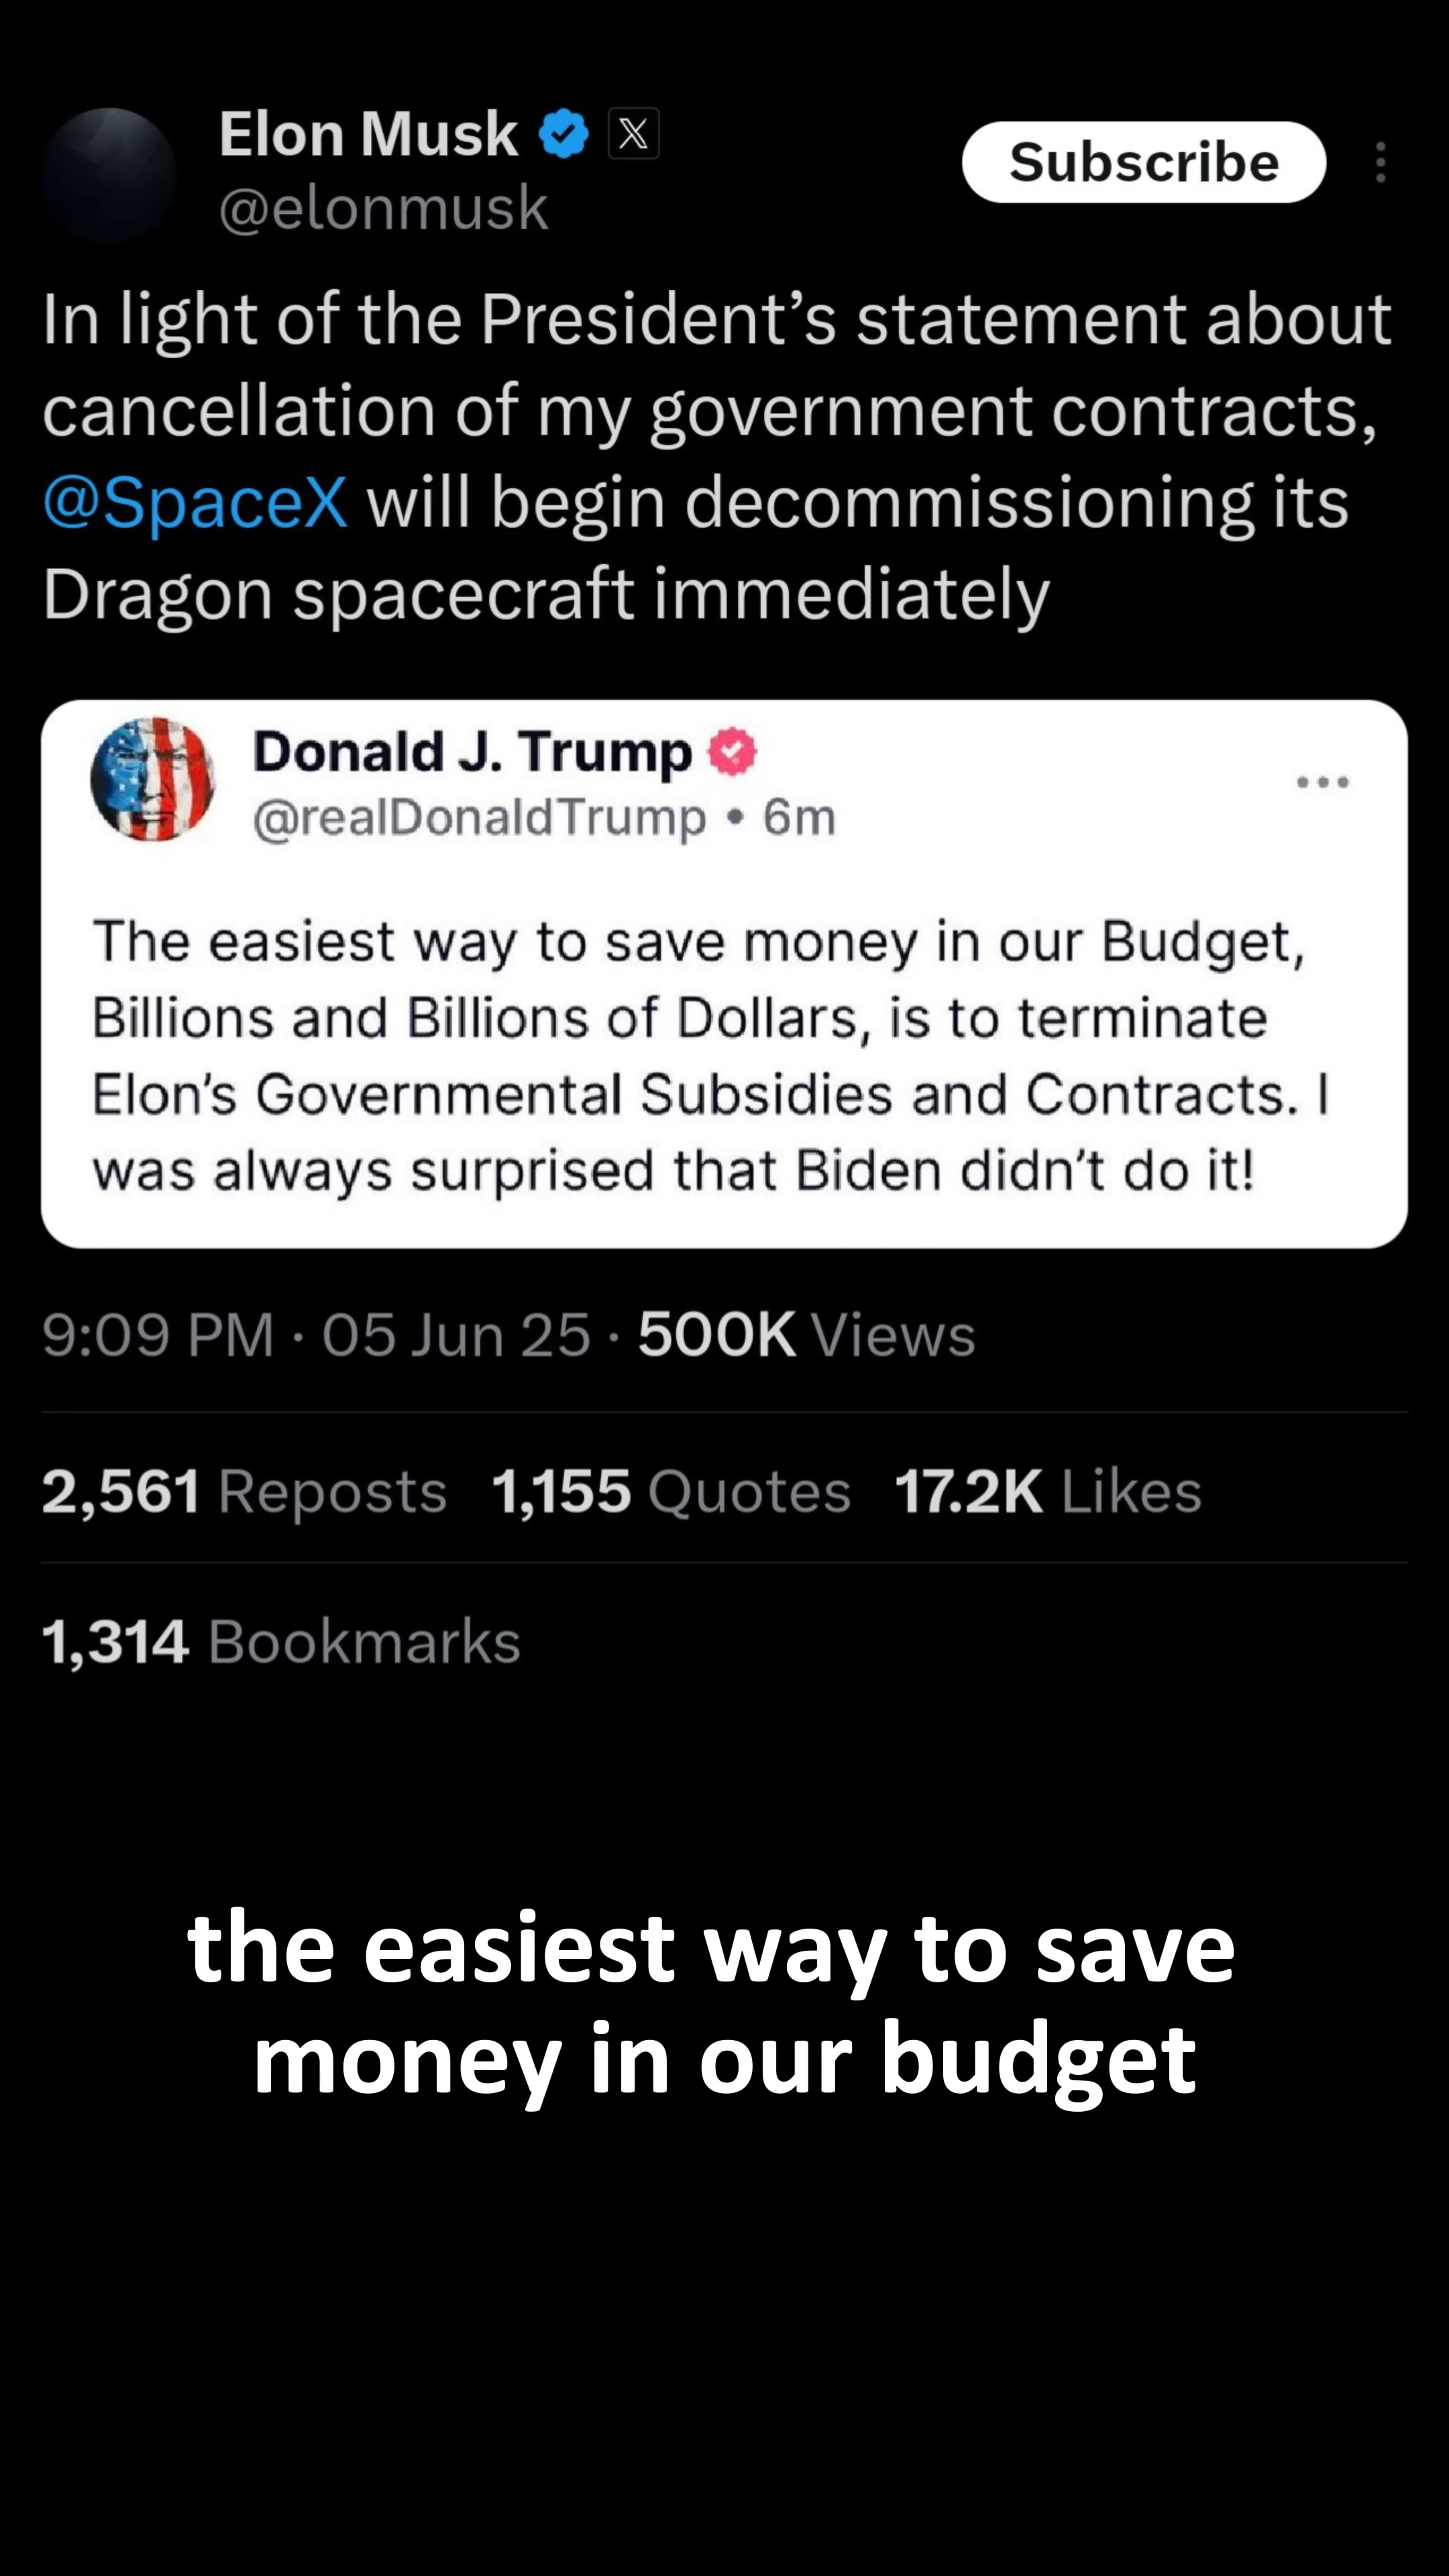 Elon Musk
@elonmusk
Subscribe
In light of the President’s statement about
cancellation of my government contracts,
@SpaceX will begin decommissioning its
Dragon spacecraft immediately
Donald J. Trump
@realDonaldTrump • 6m
The easiest way to save money in our Budget,
Billions and Billions of Dollars, is to terminate
Elon’s Governmental Subsidies and Contracts. I
was always surprised that Biden didn’t do it!
9:09 PM · 05 Jun 25 · 500K Views
2,561 Reposts 1,155 Quotes 17.2K Likes
1,314 Bookmarks
the easiest way to save
money in our budget